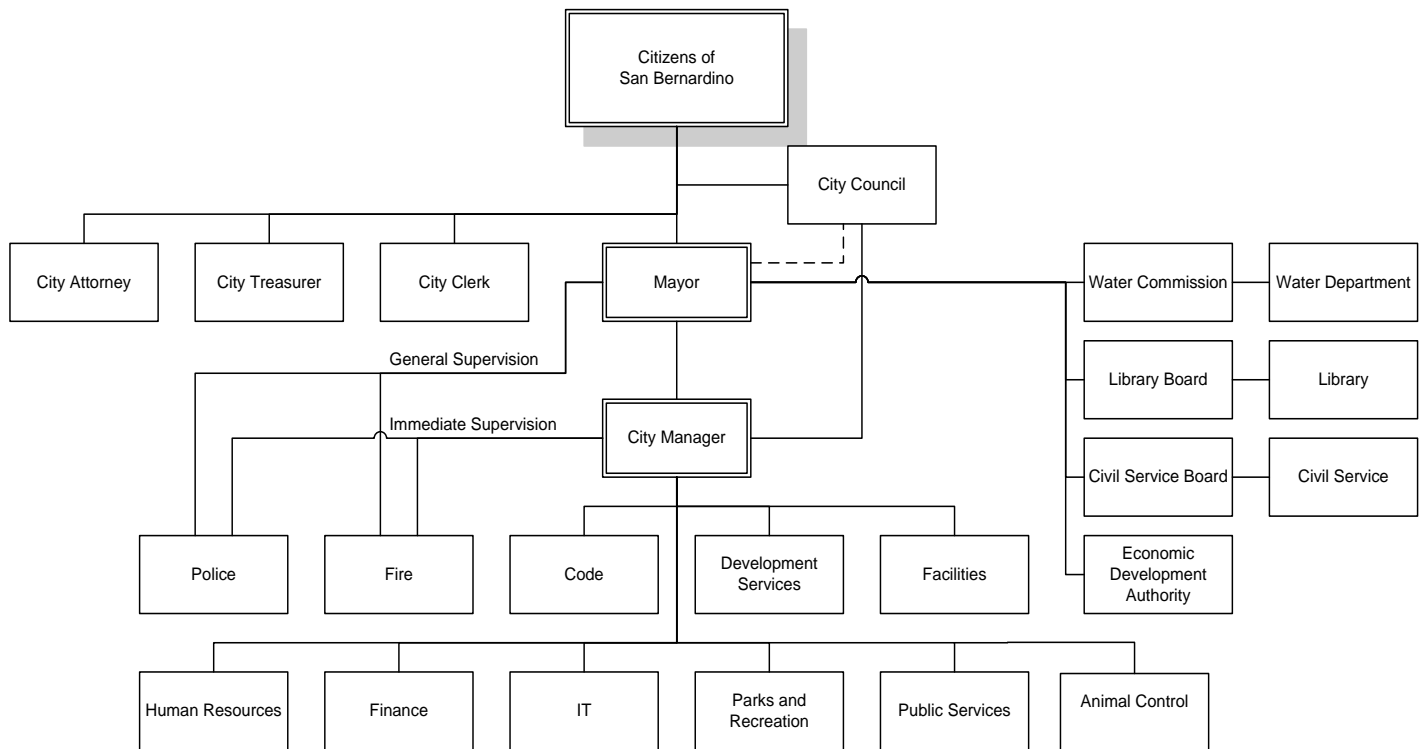 Citizens of
San Bernardino
City Council
City Attorney
City Treasurer
City Clerk
Mayor
Water Commission
Water Department
General Supervision
Library Board
Library
Immediate Supervision
City Manager
Civil Service Board
Civil Service
Police
Fire
Code
Development
Services
Facilities
Economic
Development
Authority
Human Resources
Finance
IT
Parks and
Recreation
Public Services
Animal Control